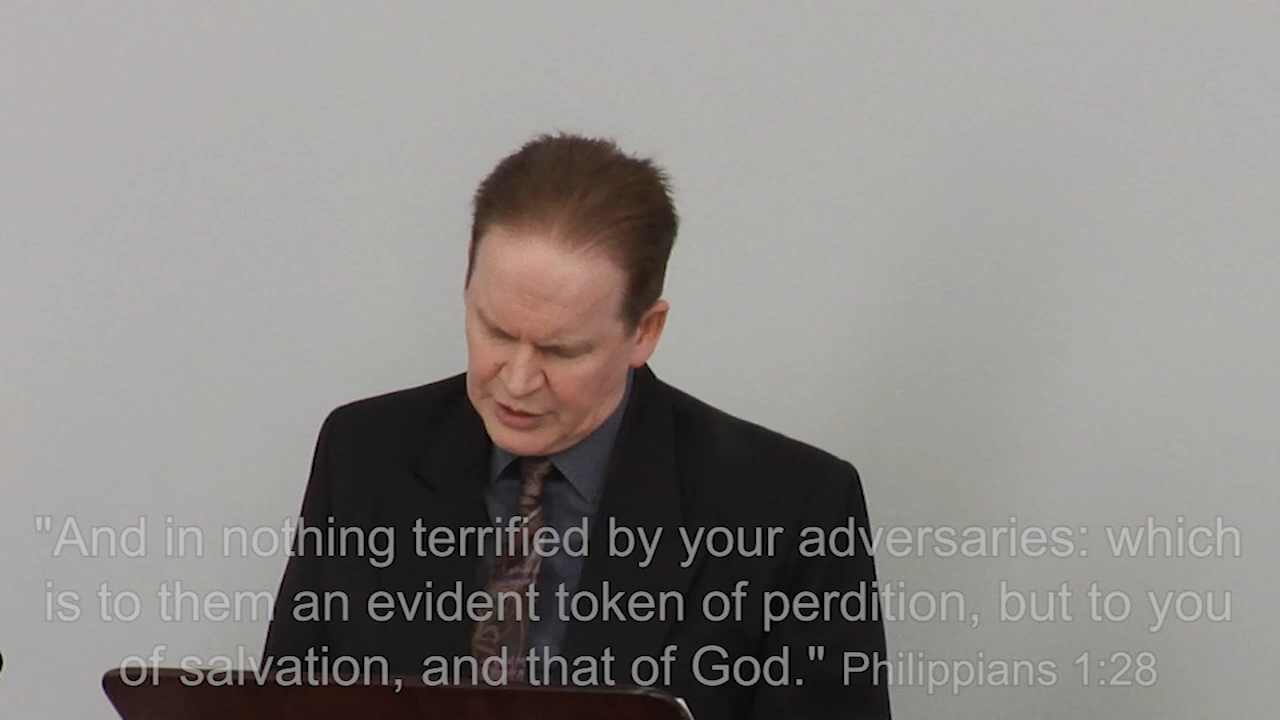 "And in nothing terrified by your adversaries: which
is to them an evident token of perdition, but to you
of salvation, and that of God." Philippians 1:28